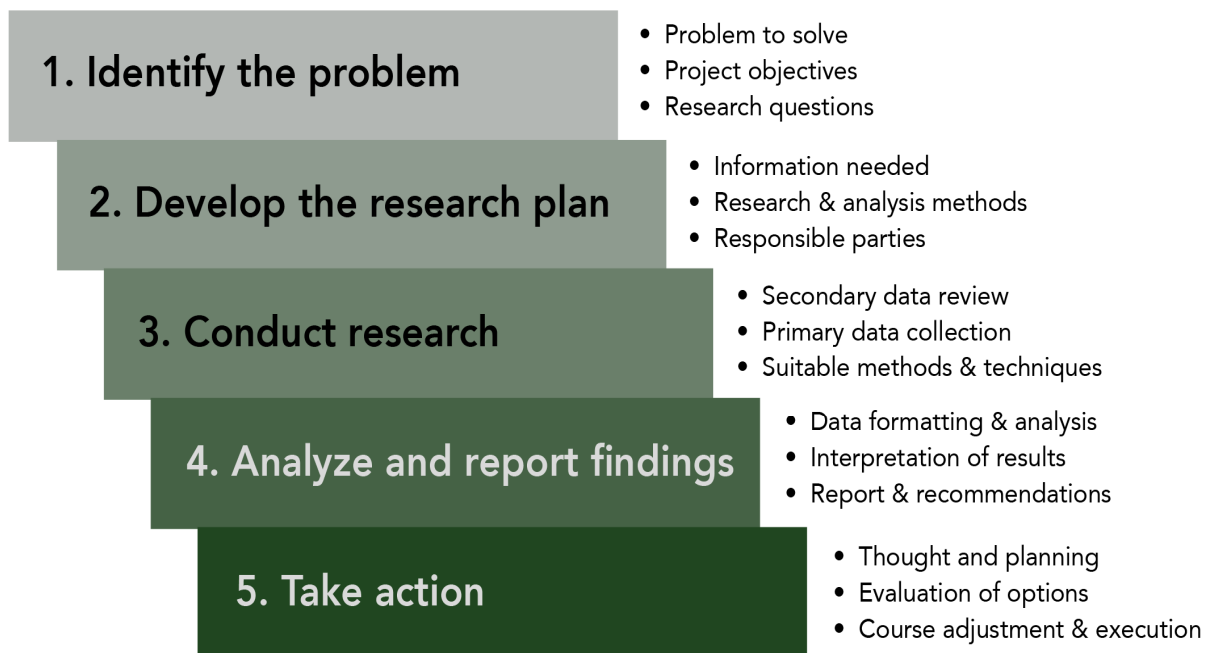 1. Identify the problem
• Problem to solve
• Project objectives
• Research questions
2. Develop the research plan
• Information needed
• Research & analysis methods
• Responsible parties
3. Conduct research
• Secondary data review
• Primary data collection
• Suitable methods & techniques
4. Analyze and report findings
• Data formatting & analysis
• Interpretation of results
• Report & recommendations
5. Take action
• Thought and planning
• Evaluation of options
• Course adjustment & execution